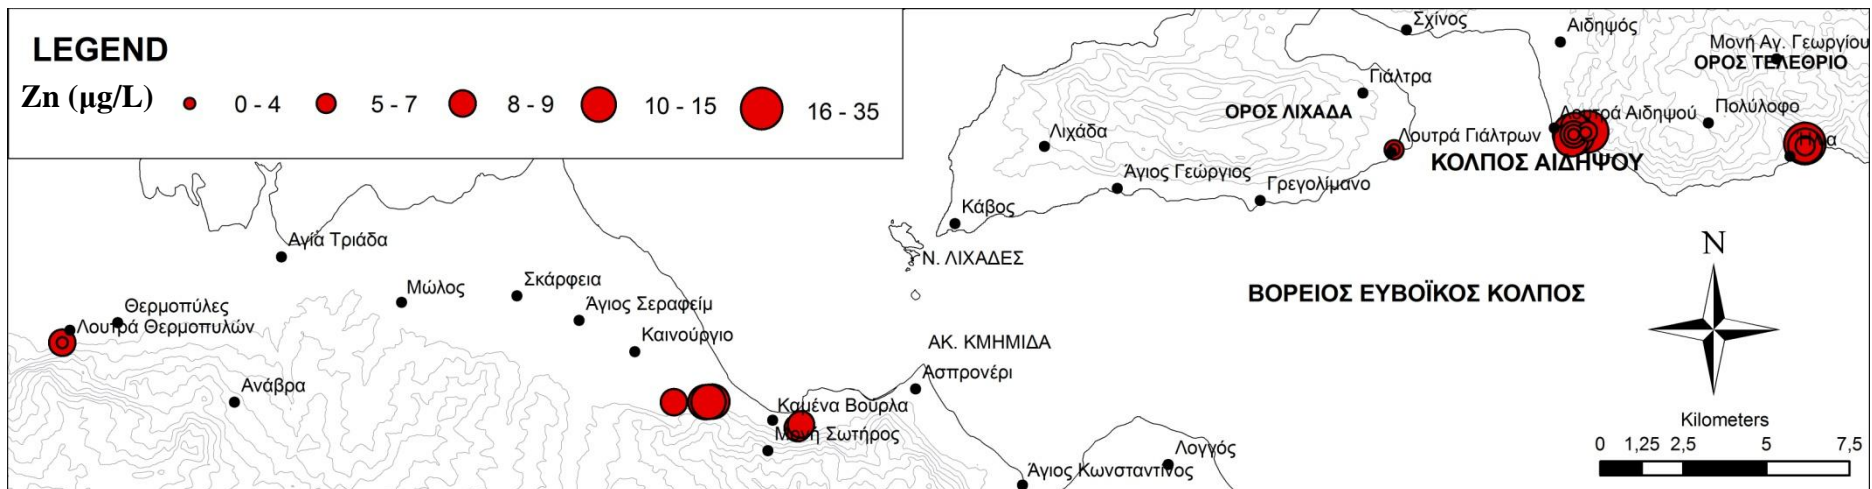 LEGEND
Zn (μg/L)
0 - 4
5 - 7
8 - 9
10 - 15
16 - 35
Σχίνος
Αιδηψός
Μονή Αγ. Γεωργίου
ΟΡΟΣ ΤΕΛΕΘΡΙΟ
Γιάλτρα
ΟΡΟΣ ΛΙΧΑΔΑ
Λουτρά Αιδηψού
Πολύλοφο
Λιχάδα
Λουτρά Γιάλτρων
ΚΟΛΠΟΣ ΑΙΔΗΨΟΥ
Άγιος Γεώργιος
Γρεγολίμανο
Κάβος
Αγία Τριάδα
Ν. ΛΙΧΑΔΕΣ
N
Μώλος
Σκάρφεια
Άγιος Σεραφείμ
ΒΟΡΕΙΟΣ ΕΥΒΟΪΚΟΣ ΚΟΛΠΟΣ
Θερμοπύλες
Λουτρά Θερμοπυλών
Καινούργιο
ΑΚ. ΚΜΗΜΙΔΑ
Ασπρονέρι
Ανάβρα
Καμένα Βούρλα
Μονή Σωτήρος
Λογγός
Άγιος Κωνσταντίνος
Kilometers
0 1,25 2,5 5 7,5